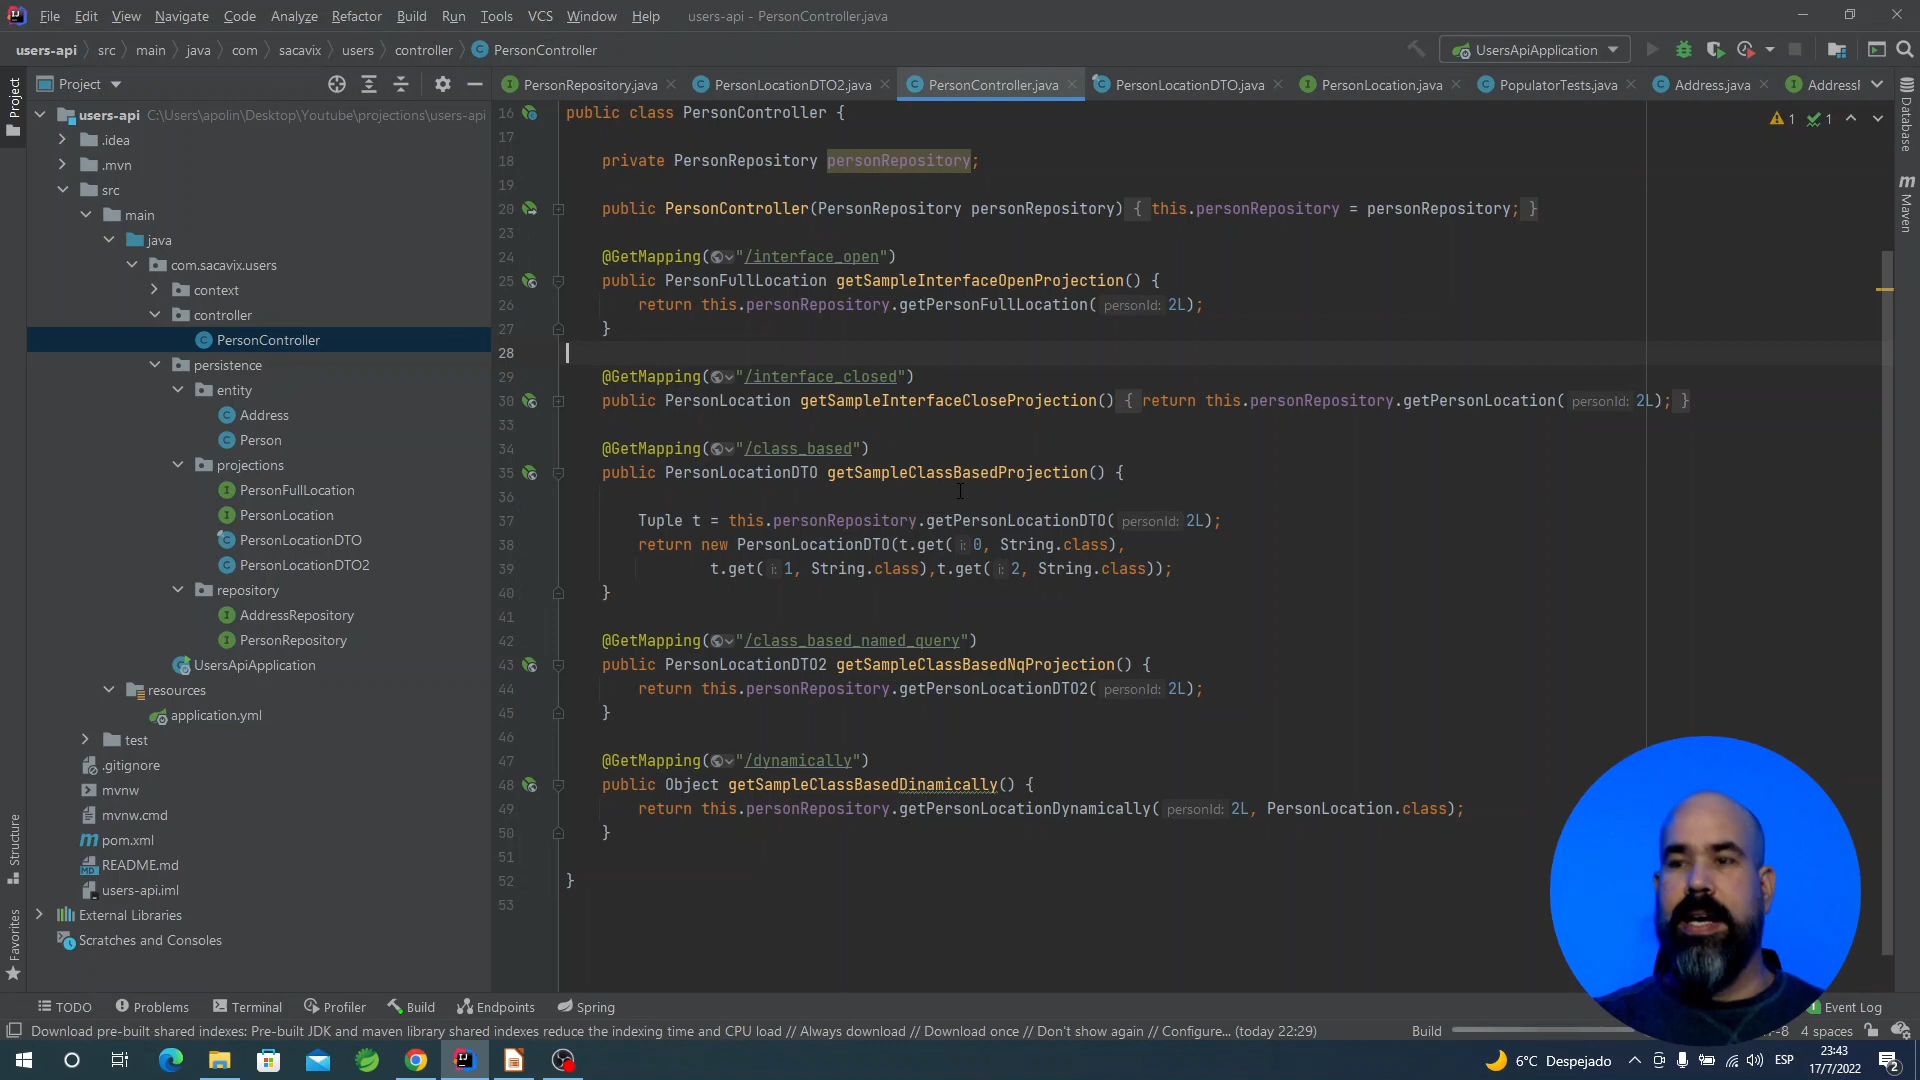 File Edit View Navigate Code Analyze Refactor Build Run Tools VCS Window Help users-api - PersonController.java
users-api src main java com sacavix users controller PersonController
UsersApiApplication
Project
PersonRepository.java PersonLocationDTO2.java PersonController.java PersonLocationDTO.java PersonLocation.java PopulatorTests.java Address.java
Project
Structure
Favorites
Database
Maven
users-api C:\Users\apolin\Desktop\Youtube\projections\users-api
.idea
.mvn
src
main
java
com.sacavix.users
context
controller
PersonController
persistence
entity
Address
Person
projections
PersonFullLocation
PersonLocation
PersonLocationDTO
PersonLocationDTO2
repository
AddressRepository
PersonRepository
UsersApiApplication
resources
application.yml
test
.gitignore
mvnw
mvnw.cmd
pom.xml
README.md
users-api.iml
External Libraries
Scratches and Consoles
1 1
16 public class PersonController {
17
18 private PersonRepository personRepository;
19
20 public PersonController(PersonRepository personRepository) { this.personRepository = personRepository; }
23
24 @GetMapping("/interface_open")
25 public PersonFullLocation getSampleInterfaceOpenProjection() {
26 return this.personRepository.getPersonFullLocation( personId: 2L);
27 }
28
29 @GetMapping("/interface_closed")
30 public PersonLocation getSampleInterfaceCloseProjection() { return this.personRepository.getPersonLocation( personId: 2L); }
33
34 @GetMapping("/class_based")
35 public PersonLocationDTO getSampleClassBasedProjection() {
36
37 Tuple t = this.personRepository.getPersonLocationDTO( personId: 2L);
38 return new PersonLocationDTO(t.get( i: 0, String.class),
39 t.get( i: 1, String.class),t.get( i: 2, String.class));
40 }
41
42 @GetMapping("/class_based_named_query")
43 public PersonLocationDTO2 getSampleClassBasedNqProjection() {
44 return this.personRepository.getPersonLocationDTO2( personId: 2L);
45 }
46
47 @GetMapping("/dynamically")
48 public Object getSampleClassBasedDinamically() {
49 return this.personRepository.getPersonLocationDynamically( personId: 2L, PersonLocation.class);
50 }
51
52 }
53
TODO Problems Terminal Profiler Build Endpoints Spring Event Log
Download pre-built shared indexes: Pre-built JDK and maven library shared indexes reduce the indexing time and CPU load // Always download // Download once // Don't show again // Configure... (today 22:29) Build 4 spaces
6°C Despejado ESP 23:43
17/7/2022 2